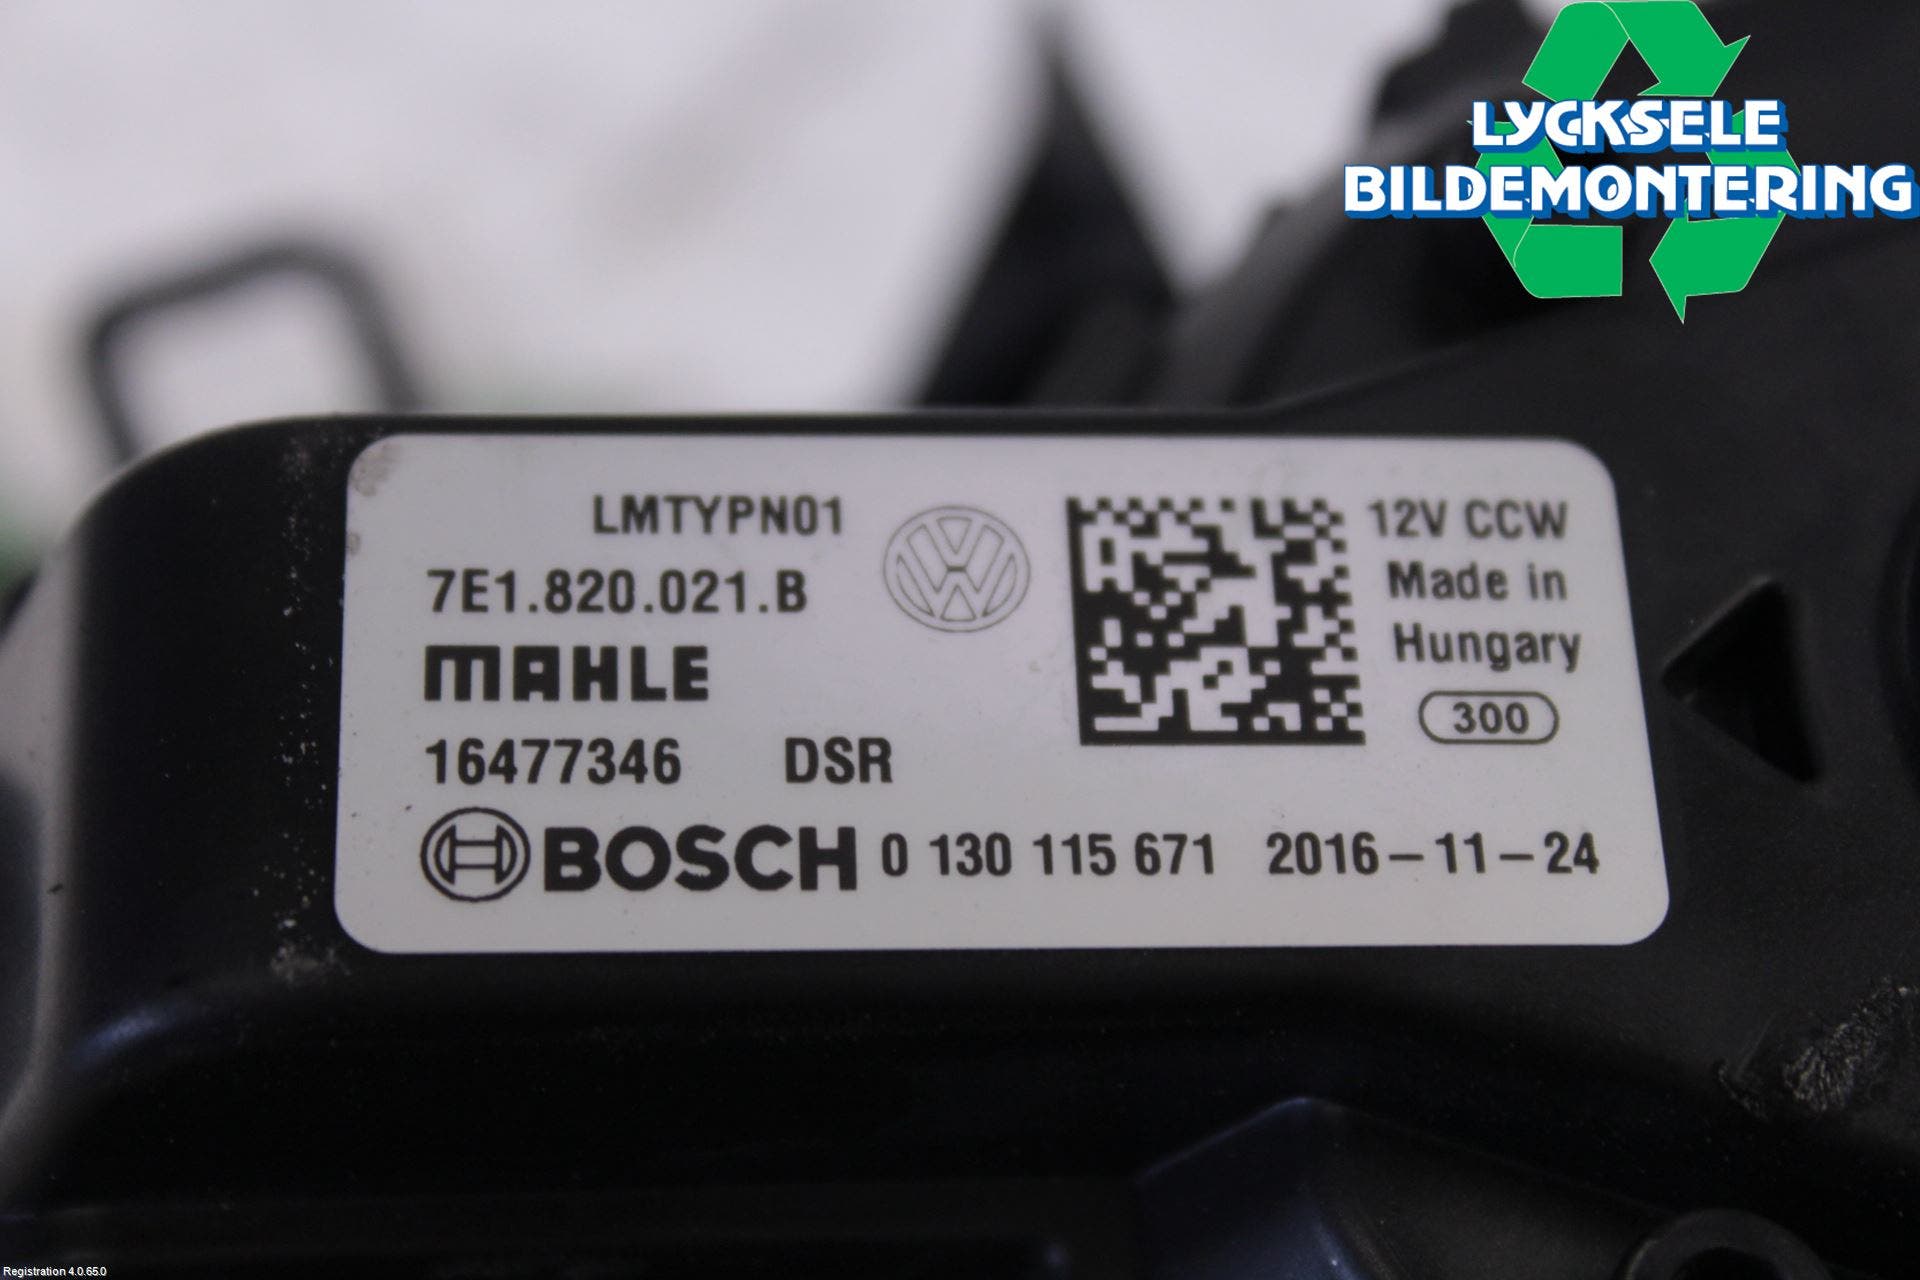 LYCKSELE
BILDEMONTERING
LMTYPN01
7E1.820.021.B
MAHLE
16477346 DSR
BOSCH 0 130 115 671 2016-11-24
12V CCW
Made in
Hungary
300
Registration 4.0.65.0